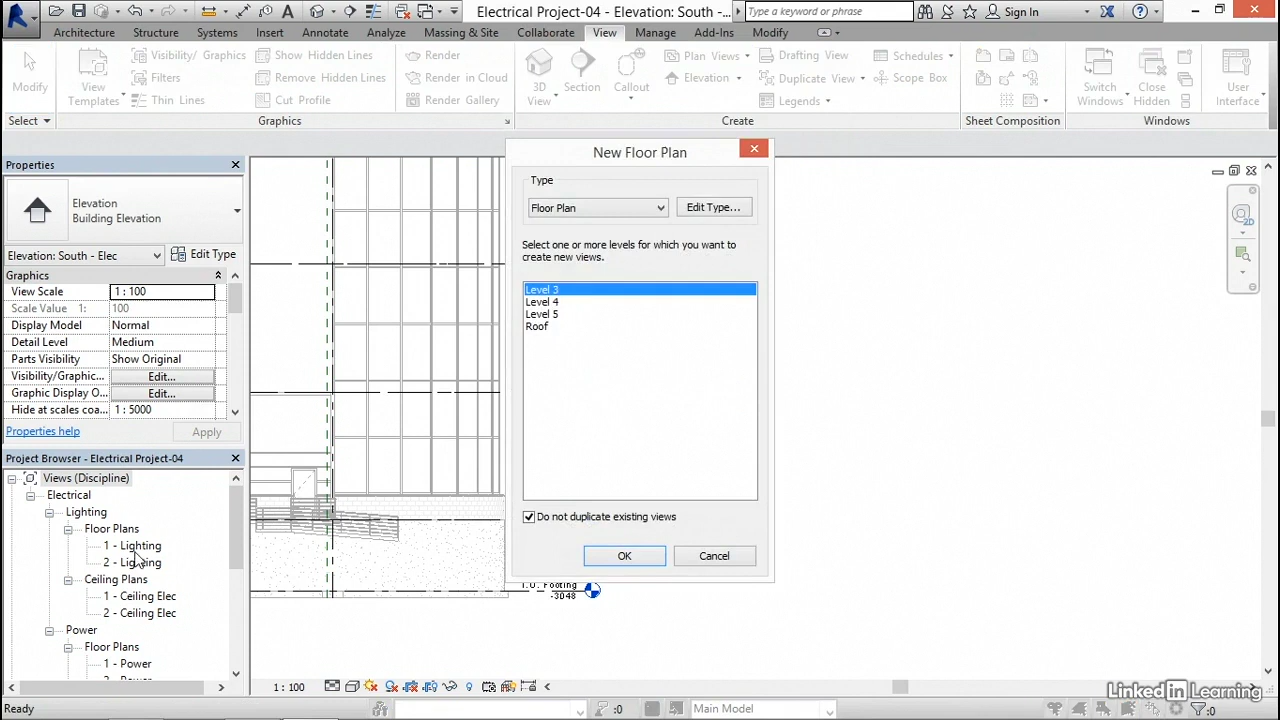 Electrical Project-04 - Elevation: South -...
Type a keyword or phrase
Sign In
Architecture Structure Systems Insert Annotate Analyze Massing & Site Collaborate View Manage Add-Ins Modify
Modify
View Templates
Visibility/ Graphics
Filters
Thin Lines
Show Hidden Lines
Remove Hidden Lines
Cut Profile
Render
Render in Cloud
Render Gallery
3D View
Section
Callout
Plan Views
Elevation
Drafting View
Duplicate View
Legends
Schedules
Scope Box
Switch Windows
Close Hidden
User Interface
Select
Graphics
Create
Sheet Composition
Windows
Properties
Elevation
Building Elevation
Elevation: South - Elec
Edit Type
Graphics
View Scale 1 : 100
Scale Value 1: 100
Display Model Normal
Detail Level Medium
Parts Visibility Show Original
Visibility/Graphic... Edit...
Graphic Display O... Edit...
Hide at scales coa... 1 : 5000
Properties help
Apply
Project Browser - Electrical Project-04
Views (Discipline)
Electrical
Lighting
Floor Plans
1 - Lighting
2 - Lighting
Ceiling Plans
1 - Ceiling Elec
2 - Ceiling Elec
Power
Floor Plans
1 - Power
New Floor Plan
Type
Floor Plan
Edit Type...
Select one or more levels for which you want to
create new views.
Level 3
Level 4
Level 5
Roof
Do not duplicate existing views
OK
Cancel
T.O. Footing
-3048
2D
1 : 100
Ready
:0
Main Model
:0
Linked in Learning